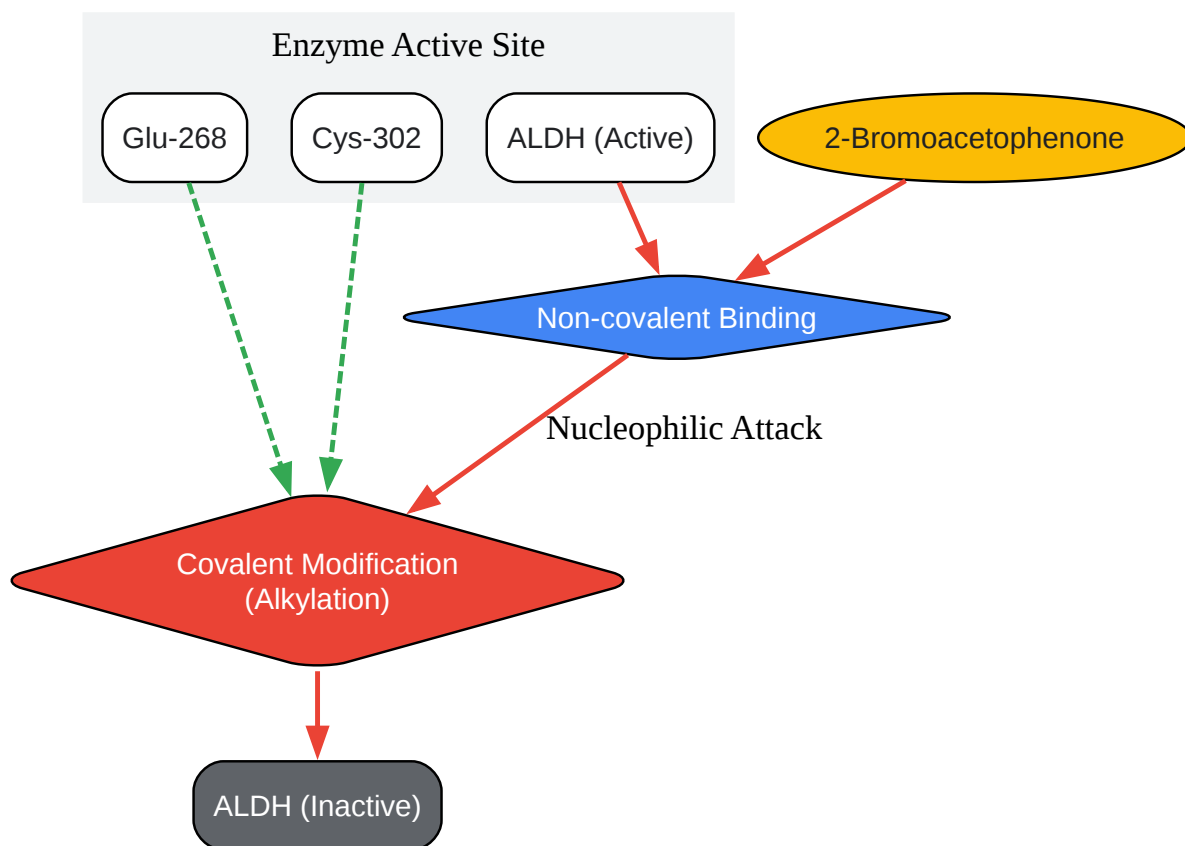 Enzyme Active Site
Glu-268
Cys-302
ALDH (Active)
2-Bromoacetophenone
Non-covalent Binding
Nucleophilic Attack
Covalent Modification
(Alkylation)
ALDH (Inactive)